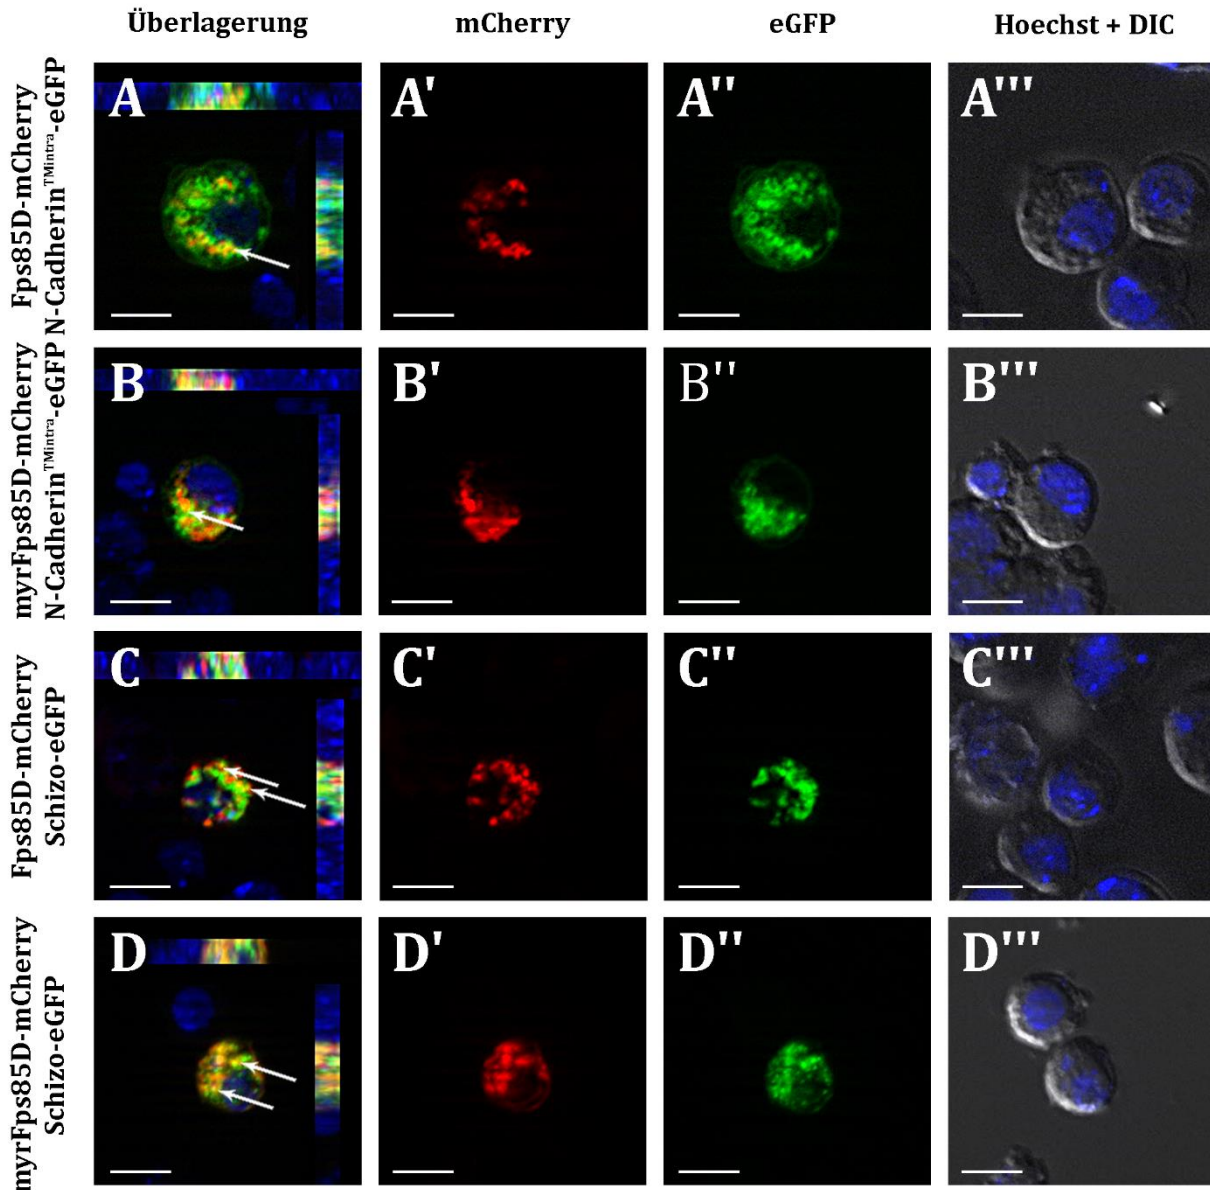 Überlagerung mCherry eGFP Hoechst + DIC
Fps85D-mCherry
N-Cadherin^TMintra-eGFP
A A' A'' A'''
myrFps85D-mCherry
N-Cadherin^TMintra-eGFP
B B' B'' B'''
Fps85D-mCherry
Schizo-eGFP
C C' C'' C'''
myrFps85D-mCherry
Schizo-eGFP
D D' D'' D'''